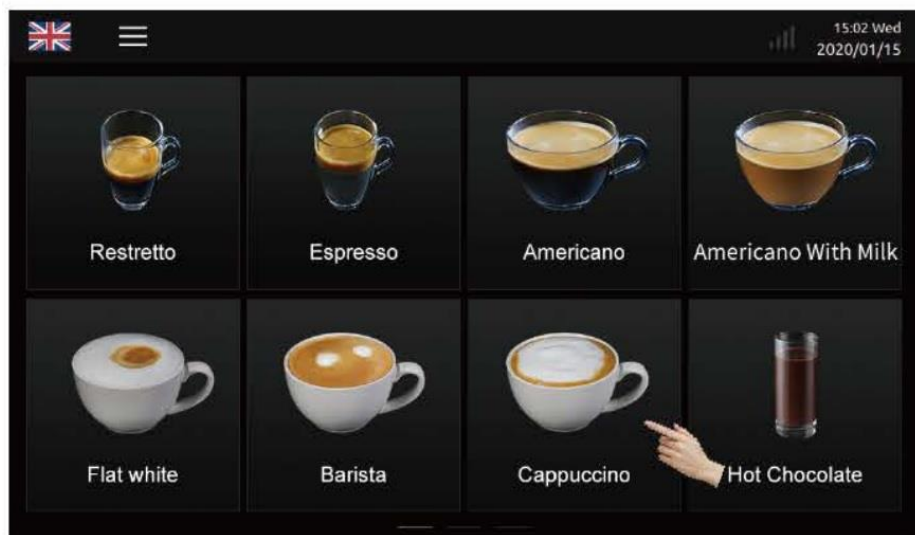 15:02 Wed
2020/01/15
Restretto
Espresso
Americano
Americano With Milk
Flat white
Barista
Cappuccino
Hot Chocolate